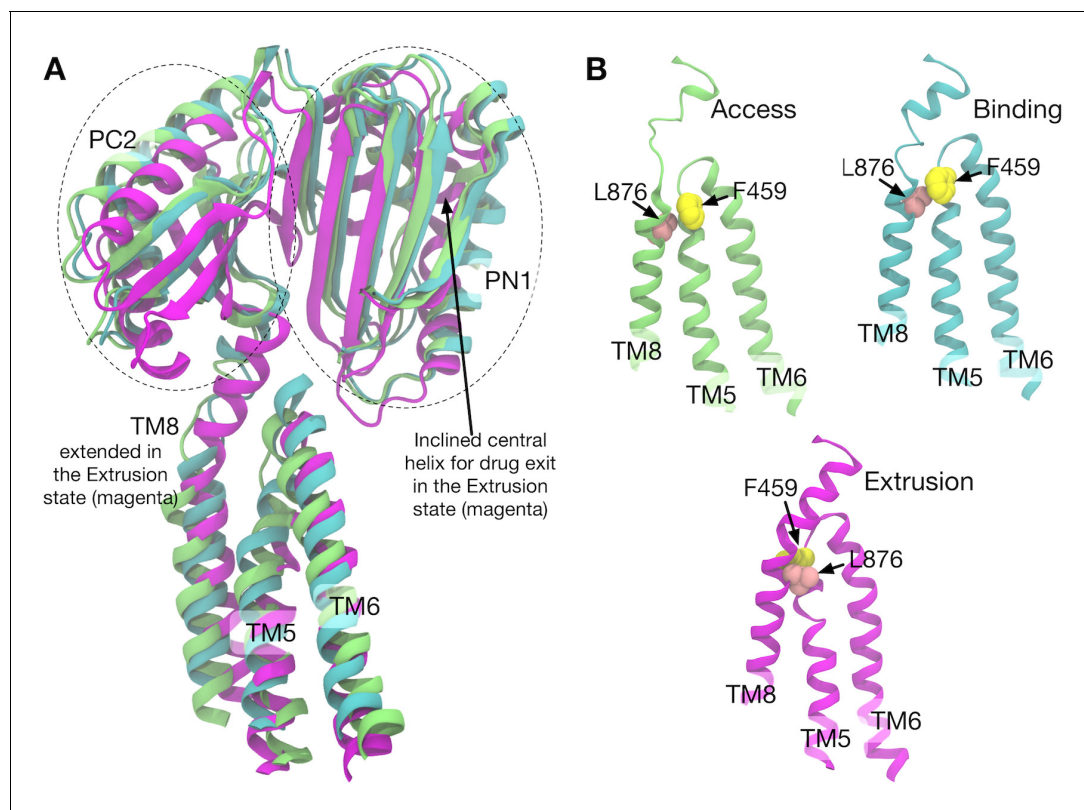 A
PC2
PN1
TM8
extended in
the Extrusion
state (magenta)
Inclined central
helix for drug exit
in the Extrusion
state (magenta)
TM6
TM5
B
Access
L876
F459
TM8
TM5
TM6
Binding
L876
F459
TM8
TM5
TM6
Extrusion
F459
L876
TM8
TM5
TM6